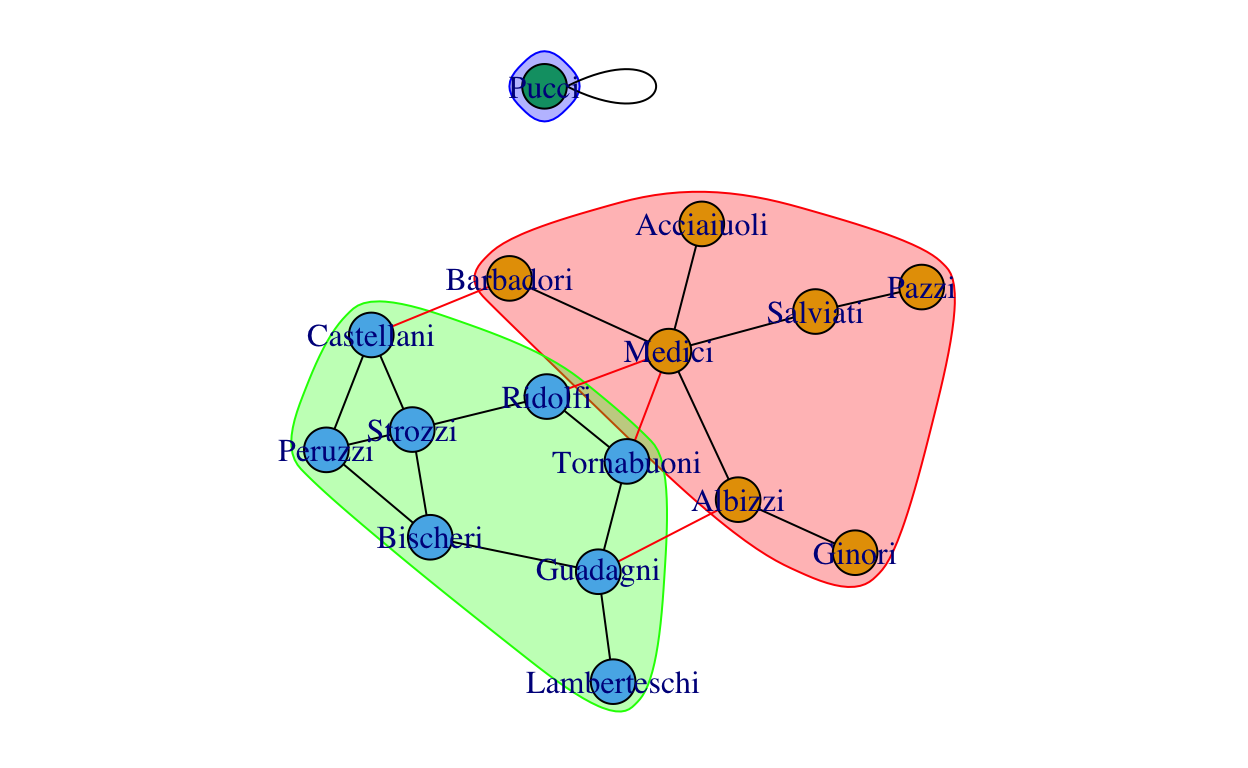 Pucci
Acciaiuoli
Barbadori
Pazzi
Salviati
Castellani
Medici
Ridolfi
Strozzi
Peruzzi
Tornabuoni
Albizzi
Bischeri
Ginori
Guadagni
Lamberteschi